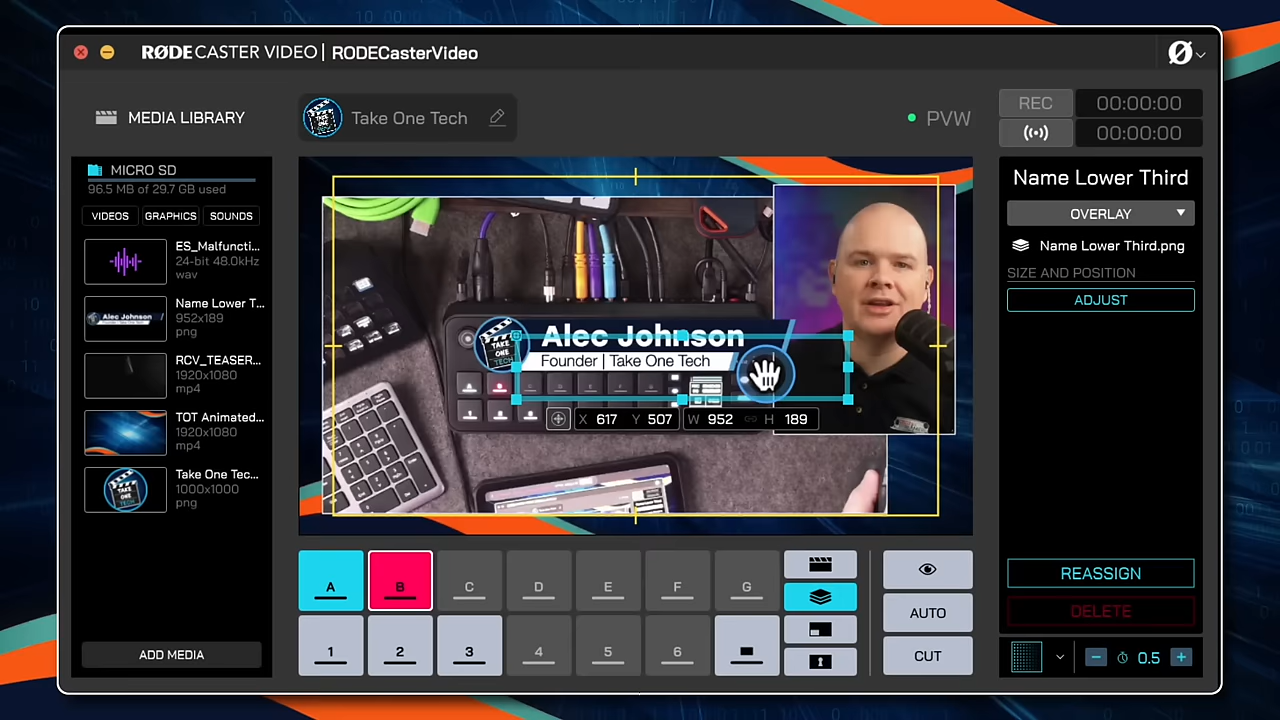 RØDECASTER VIDEO | RODECasterVideo
MEDIA LIBRARY
Take One Tech
PVW
REC
00:00:00
00:00:00
MICRO SD
96.5 MB of 29.7 GB used
VIDEOS
GRAPHICS
SOUNDS
ES_Malfuncti...
24-bit 48.0kHz
wav
Name Lower T...
952x189
png
RCV_TEASER...
1920x1080
mp4
TOT Animated...
1920x1080
mp4
Take One Tec...
1000x1000
png
ADD MEDIA
TAKE
ONE
TECH
Alec Johnson
Founder | Take One Tech
X 617 Y 507 W 952 H 189
Name Lower Third
OVERLAY
Name Lower Third.png
SIZE AND POSITION
ADJUST
REASSIGN
DELETE
0.5
A
B
C
D
E
F
G
1
2
3
4
5
6
AUTO
CUT